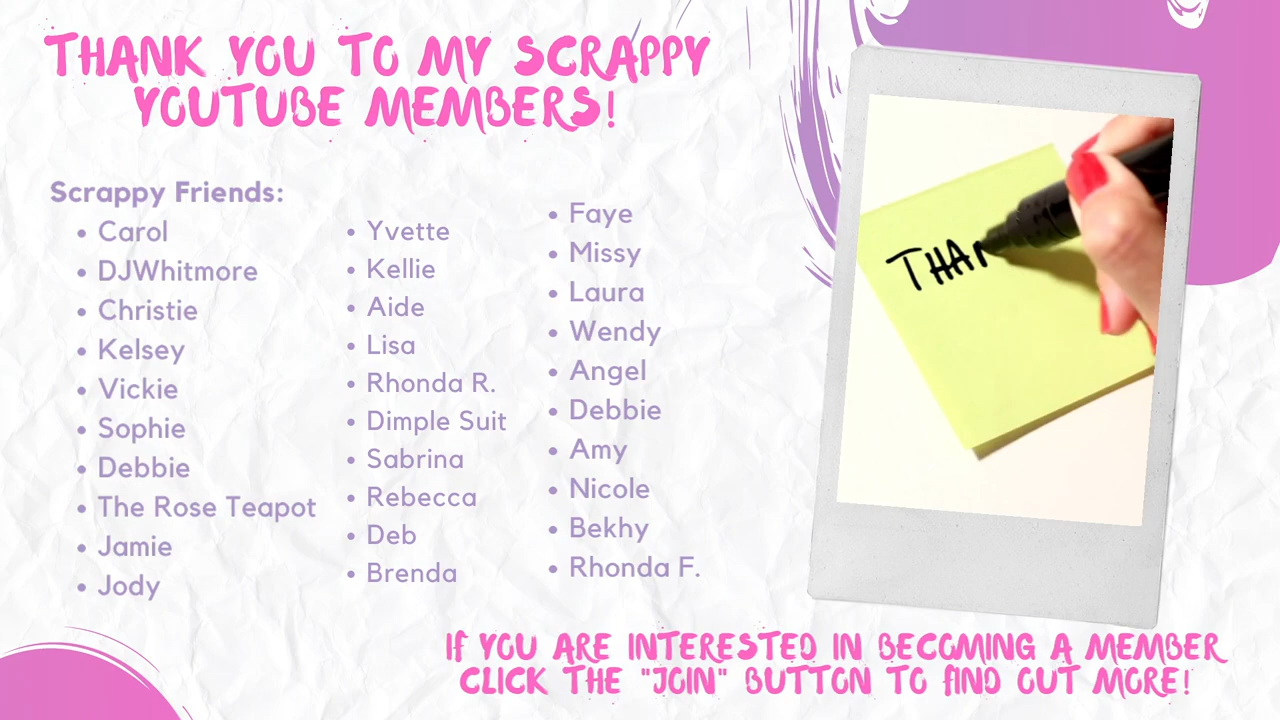 THANK YOU TO MY SCRAPPY
YOUTUBE MEMBERS!
Scrappy Friends:
• Carol
• DJWhitmore
• Christie
• Kelsey
• Vickie
• Sophie
• Debbie
• The Rose Teapot
• Jamie
• Jody
• Yvette
• Kellie
• Aide
• Lisa
• Rhonda R.
• Dimple Suit
• Sabrina
• Rebecca
• Deb
• Brenda
• Faye
• Missy
• Laura
• Wendy
• Angel
• Debbie
• Amy
• Nicole
• Bekhy
• Rhonda F.
THAN
IF YOU ARE INTERESTED IN BECOMING A MEMBER
CLICK THE "JOIN" BUTTON TO FIND OUT MORE!